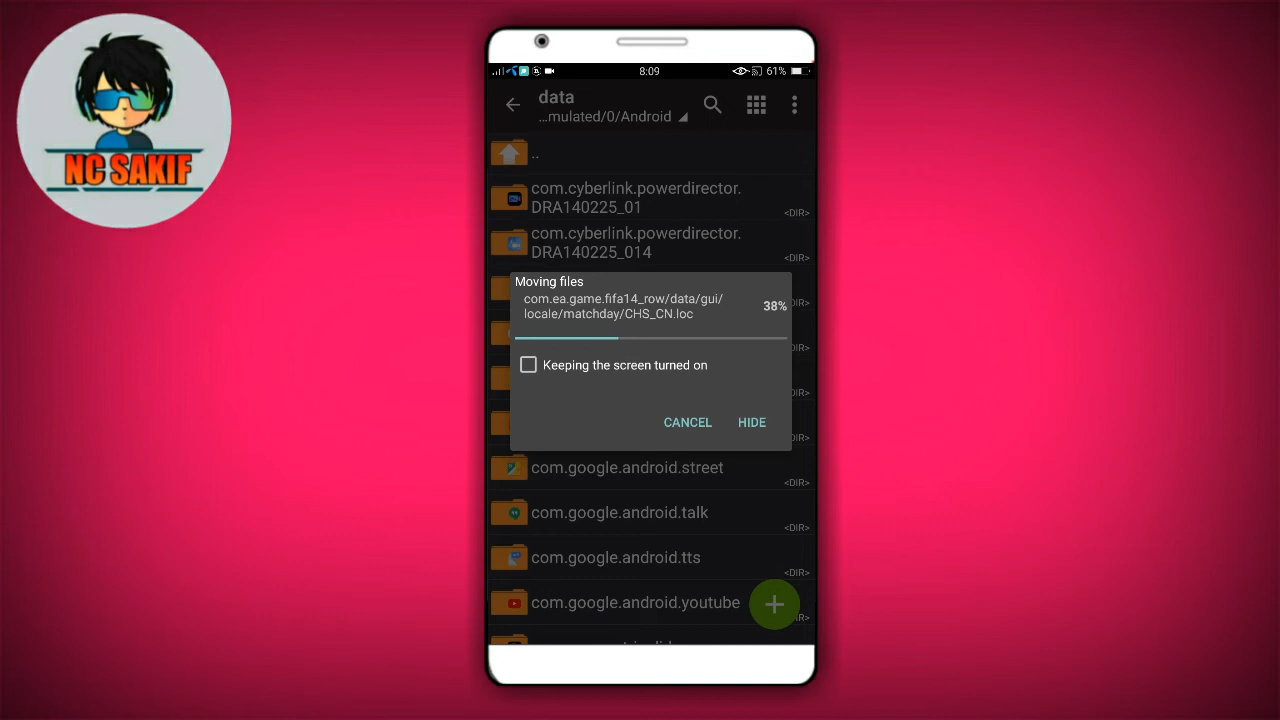 NC SAKIF
8:09
61%
data
...mulated/0/Android
..
com.cyberlink.powerdirector.
DRA140225_01
<DIR>
com.cyberlink.powerdirector.
DRA140225_014
<DIR>
Moving files
com.ea.game.fifa14_row/data/gui/
locale/matchday/CHS_CN.loc
38%
Keeping the screen turned on
CANCEL
HIDE
com.google.android.street
<DIR>
com.google.android.talk
<DIR>
com.google.android.tts
<DIR>
com.google.android.youtube